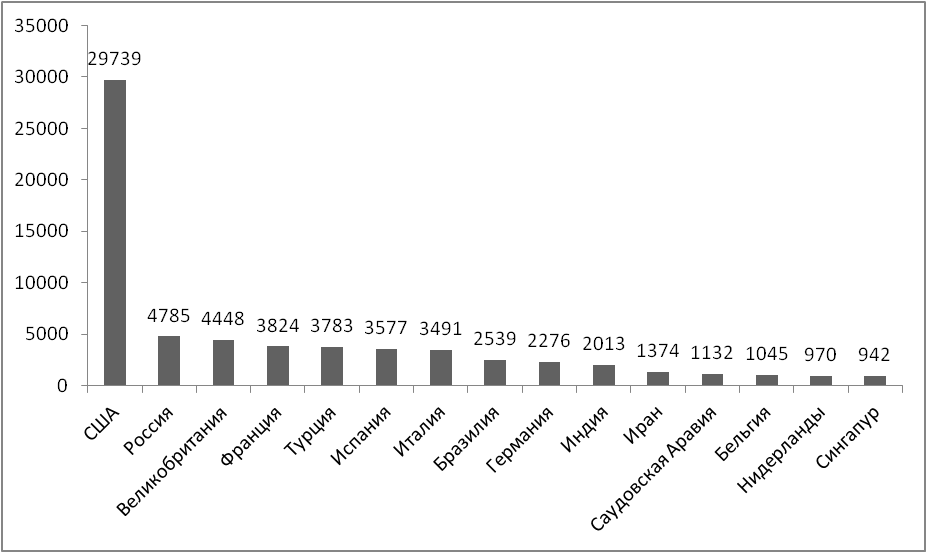 35000
30000
25000
20000
15000
10000
5000
0
29739
4785
4448
3824
3783
3577
3491
2539
2276
2013
1374
1132
1045
970
942
США
Россия
Великобритания
Франция
Турция
Испания
Италия
Бразилия
Германия
Индия
Иран
Саудовская Аравия
Бельгия
Нидерланды
Сингапур